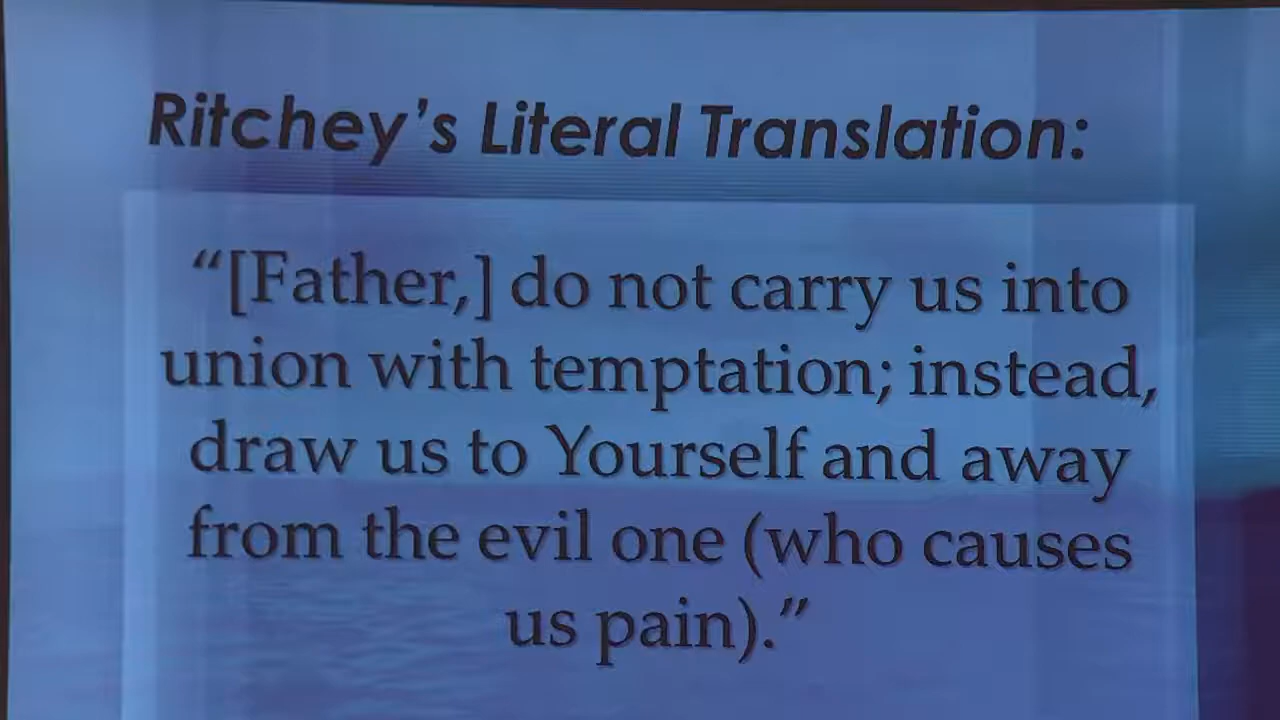 Ritchey's Literal Translation:
“[Father,] do not carry us into
union with temptation; instead,
draw us to Yourself and away
from the evil one (who causes
us pain).”